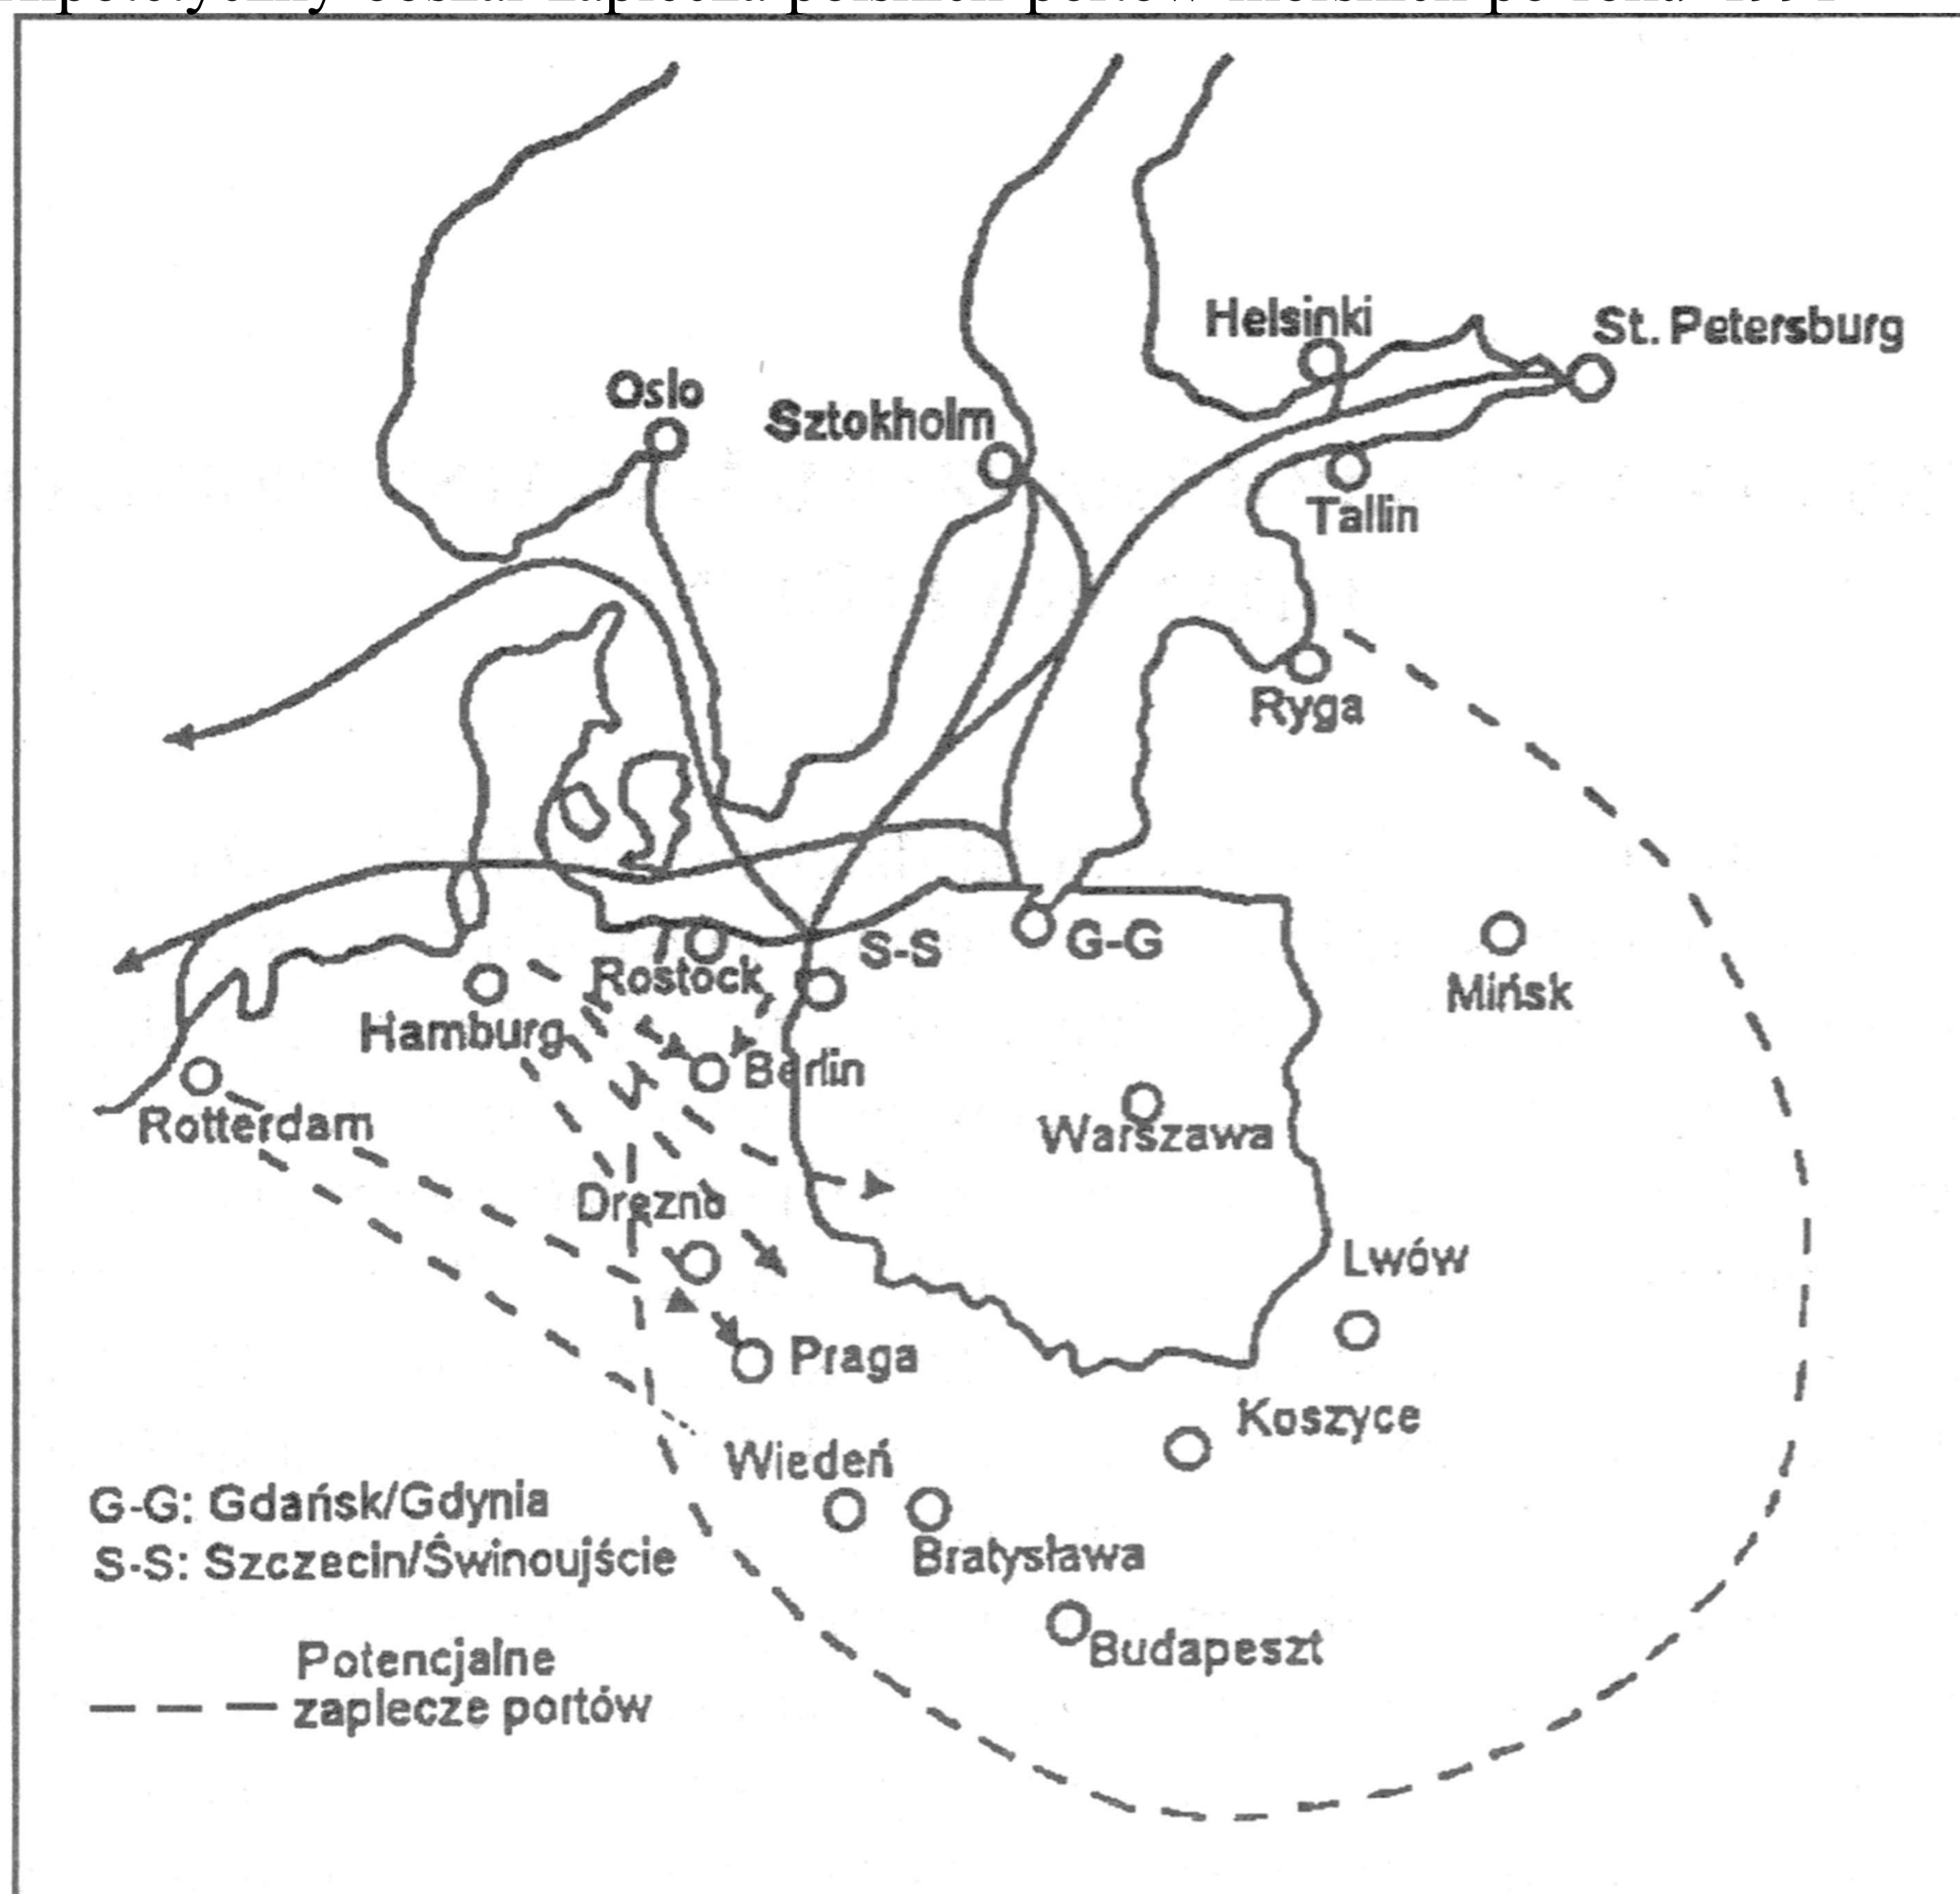 Helsinki
St. Petersburg
Oslo
Sztokholm
Tallin
Ryga
S-S
G-G
Rostock
Mińsk
Hamburg
Berlin
Rotterdam
Warszawa
Drezno
Lwów
Praga
Koszyce
Wiedeń
G-G: Gdańsk/Gdynia
S-S: Szczecin/Świnoujście
Bratysława
Budapeszt
Potencjalne
zaplecze portów